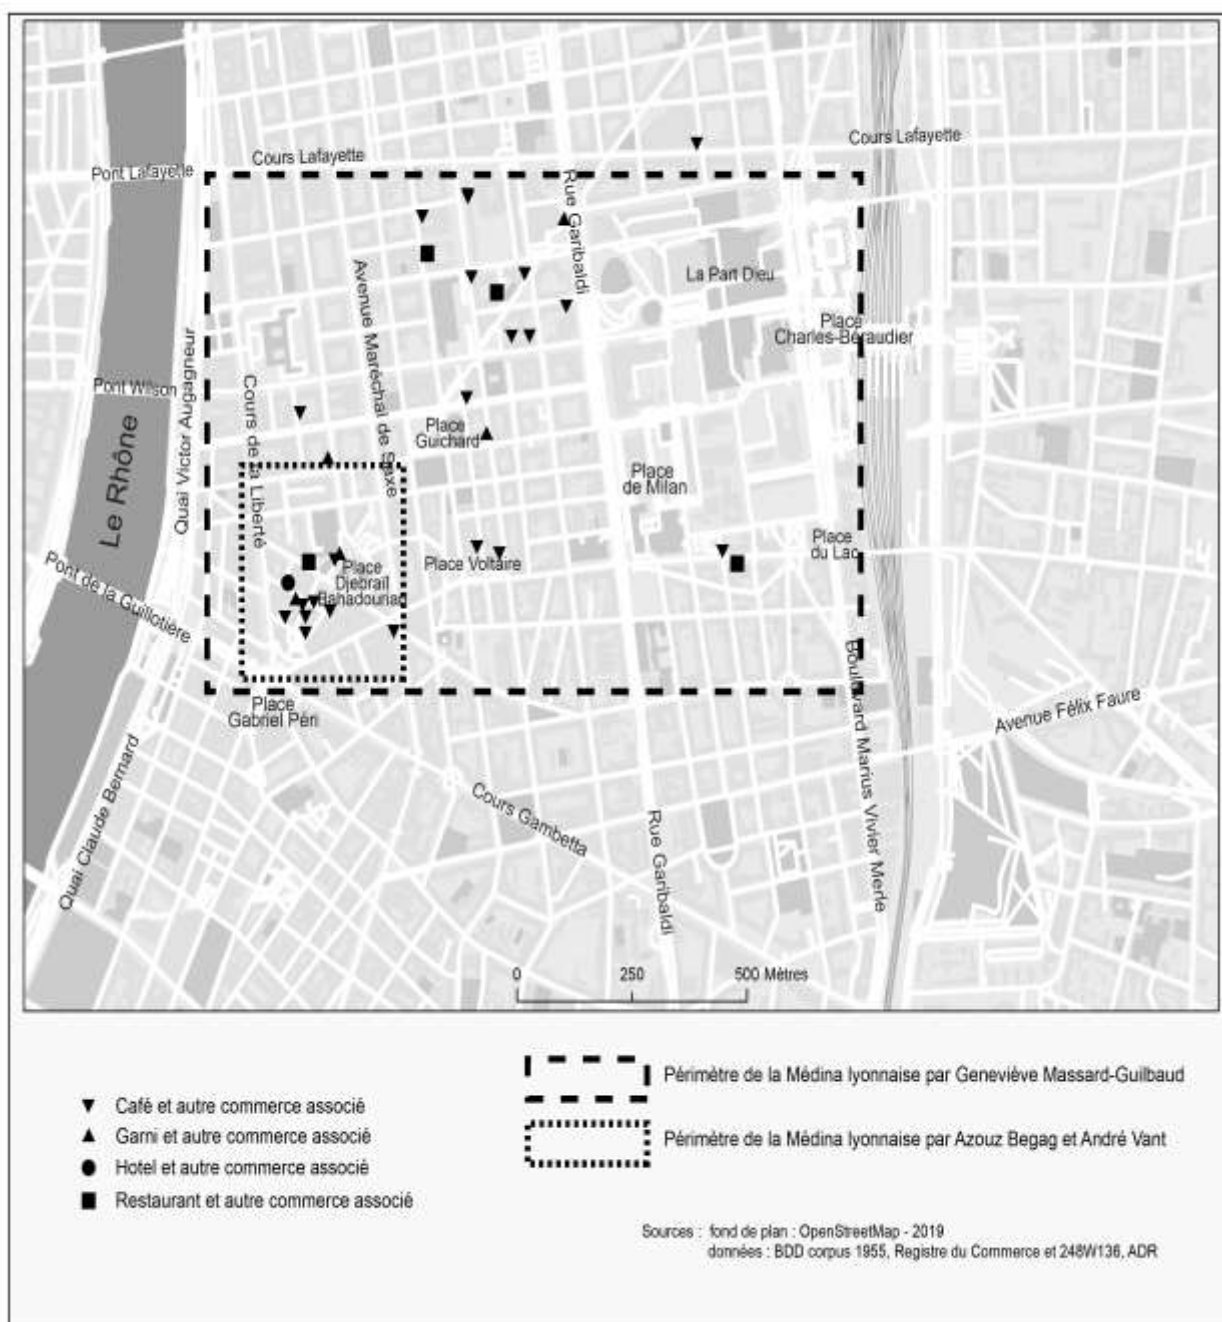 Cours Lafayette
Cours Lafayette
Pont Lafayette
Rue Garibaldi
La Part Dieu
Avenue Maréchal de Saxe
Place
Charles-Béraudier
Quai Victor Augagneur
Pont Wilson
Cours de La Liberté
Place
Guichard
Le Rhône
Place
de Milan
Place
du Lac
Pont de la Guillotière
Place Voltaire
Place
Djebrail
Bahadourian
Place
Gabriel Péri
Boulevard Marius Vivier Merle
Avenue Félix Faure
Quai Claude Bernard
Cours Gambetta
Rue Garibaldi
0 250 500 Mètres
Café et autre commerce associé
Garni et autre commerce associé
Hotel et autre commerce associé
Restaurant et autre commerce associé
Périmètre de la Médina lyonnaise par Geneviève Massard-Guilbaud
Périmètre de la Médina lyonnaise par Azouz Begag et André Vant
Sources : fond de plan : OpenStreetMap - 2019
données : BDD corpus 1955, Registre du Commerce et 248W136, ADR